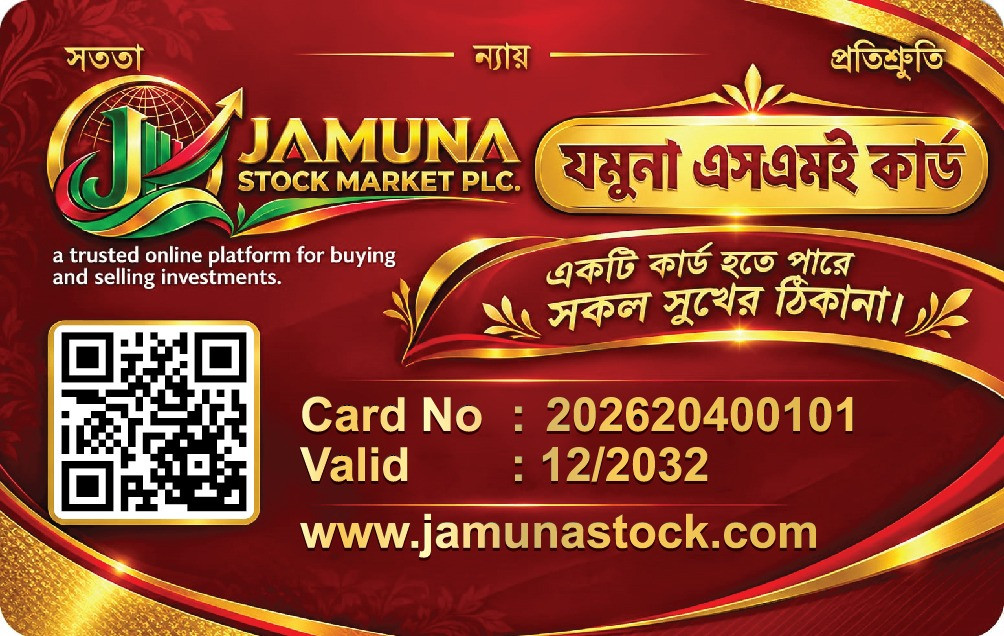 সততা
ন্যায়
প্রতিশ্রুতি
JAMUNA
STOCK MARKET PLC.
যমুনা এসএমই কার্ড
a trusted online platform for buying
and selling investments.
একটি কার্ড হতে পারে
সকল সুখের ঠিকানা।
Card No : 202620400101
Valid : 12/2032
www.jamunastock.com